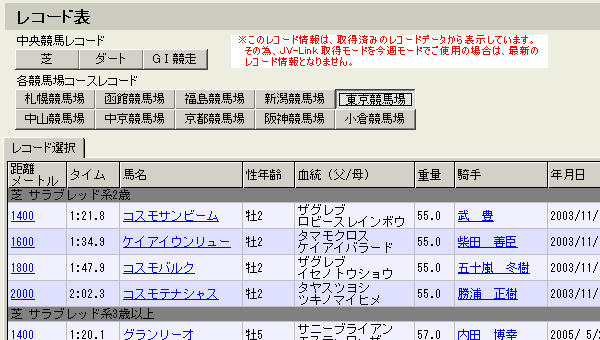 レコード表
中央競馬レコード
芝 ダート GⅠ競走
※このレコード情報は、取得済みのレコードデータから表示しています。
その為、JV-Link取得モードを今週モードでご使用の場合は、最新の
レコード情報となりません。
各競馬場コースレコード
札幌競馬場 函館競馬場 福島競馬場 新潟競馬場 東京競馬場
中山競馬場 中京競馬場 京都競馬場 阪神競馬場 小倉競馬場
レコード選択
距離
メートル タイム 馬名 性年齢 血統（父/母） 重量 騎手 年月日
芝 サラブレッド系2歳
1400 1:21.8 コスモサンビーム 牡2 ザグレブ 55.0 武 豊 2003/11/
ロビースレインボウ
1600 1:34.9 ケイアイウンリュー 牡2 タマモクロス 55.0 柴田 善臣 2003/11/
ケイアイバラード
1800 1:47.9 コスモバルク 牡2 ザグレブ 55.0 五十嵐 冬樹 2003/11/
イセノトウショウ
2000 2:02.3 コスモテナシャス 牡2 タヤスツヨシ 55.0 勝浦 正樹 2003/11/
ツキノマイヒメ
芝 サラブレッド系3歳以上
1400 1:20.1 グランリーオ 牡5 サニーブライアン 57.0 内田 博幸 2005/ 5/2